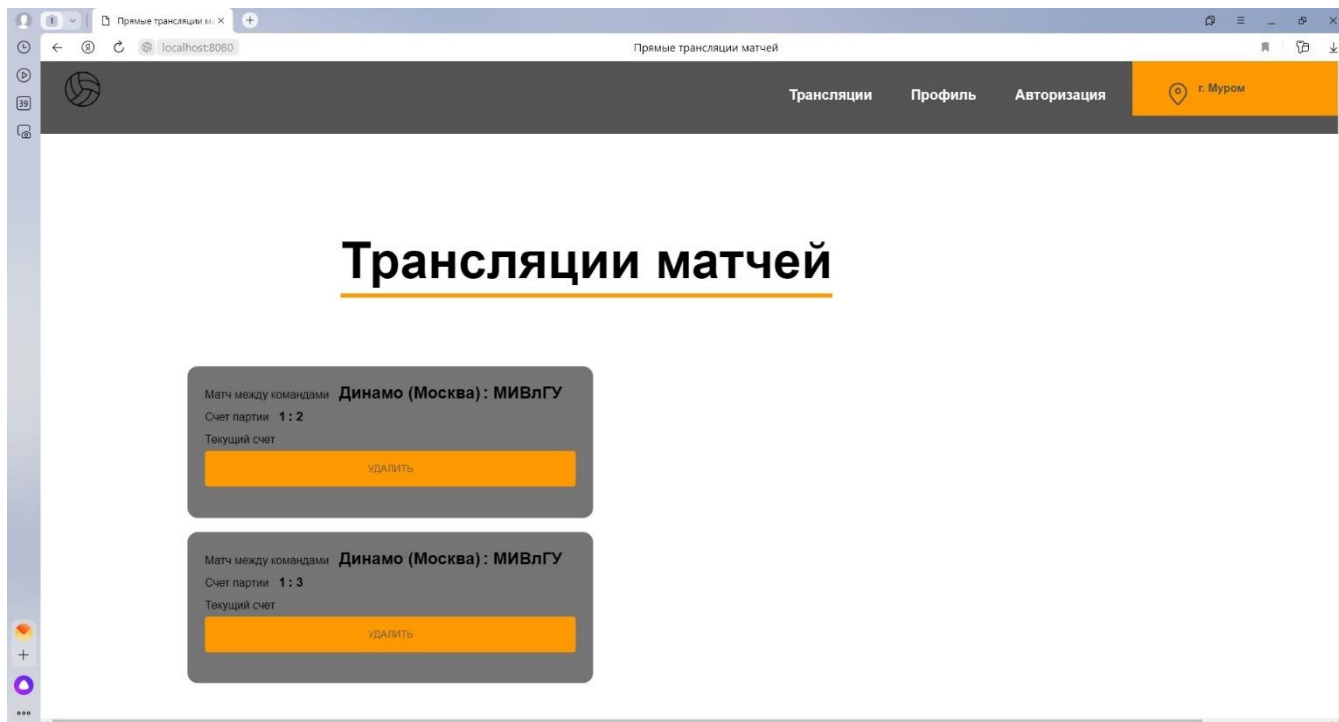 1
Прямые трансляции м
localhost:8080
Прямые трансляции матчей
39
Трансляции Профиль Авторизация г. Муром
Трансляции матчей
Матч между командами Динамо (Москва) : МИВлГУ
Счет партии 1 : 2
Текущий счет
УДАЛИТЬ
Матч между командами Динамо (Москва) : МИВлГУ
Счет партии 1 : 3
Текущий счет
УДАЛИТЬ